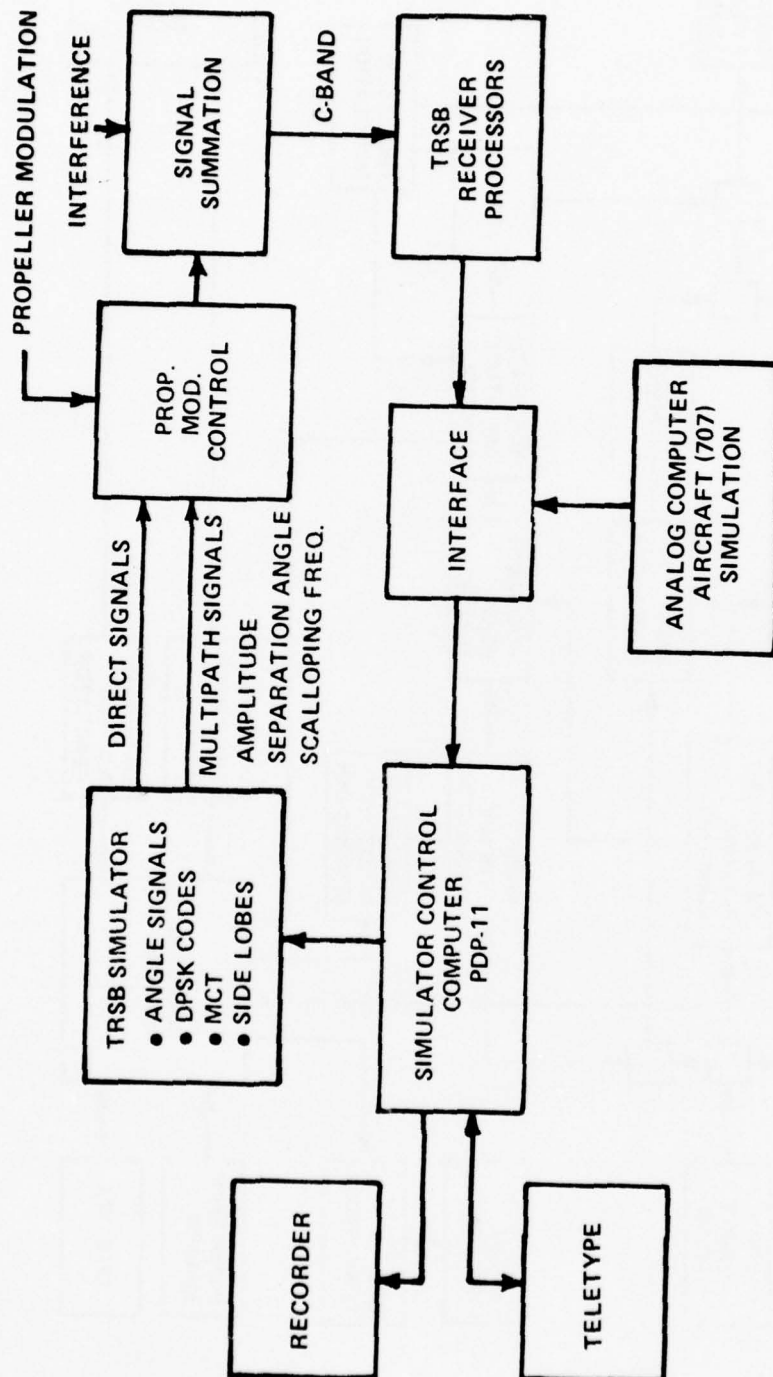 PROPELLER MODULATION
INTERFERENCE
TRSB SIMULATOR
• ANGLE SIGNALS
• DPSK CODES
• MCT
• SIDE LOBES
DIRECT SIGNALS
MULTIPATH SIGNALS
AMPLITUDE
SEPARATION ANGLE
SCALLOPING FREQ.
PROP.
MOD.
CONTROL
SIGNAL
SUMMATION
C-BAND
RECORDER
TELETYPE
SIMULATOR CONTROL
COMPUTER
PDP-11
INTERFACE
TRSB
RECEIVER
PROCESSORS
ANALOG COMPUTER
AIRCRAFT (707)
SIMULATION